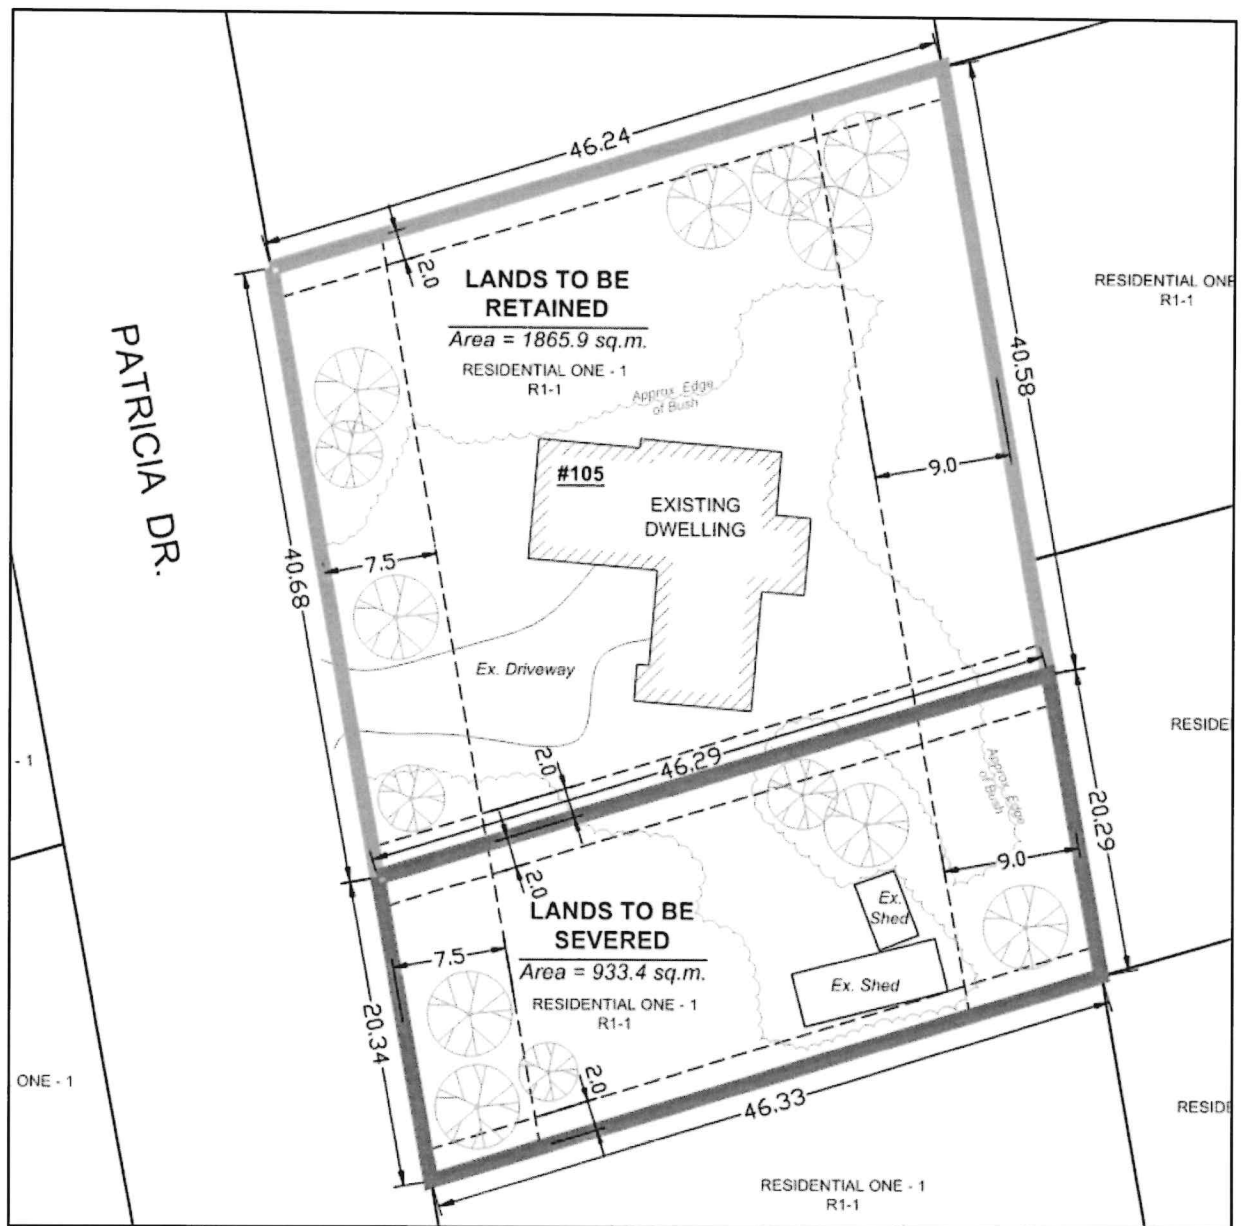 46.24
2.0
LANDS TO BE
RETAINED
Area = 1865.9 sq.m.
RESIDENTIAL ONE - 1
R1-1
RESIDENTIAL ONE
R1-1
PATRICIA DR.
Approx. Edge
of Bush
40.58
#105
EXISTING
DWELLING
9.0
7.5
40.68
Ex. Driveway
RESIDE
- 1
2.0
46.29
Approx. Edge
of Bush
20.29
9.0
2.0
LANDS TO BE
SEVERED
Area = 933.4 sq.m.
RESIDENTIAL ONE - 1
R1-1
Ex.
Shed
Ex. Shed
7.5
20.34
ONE - 1
2.0
46.33
RESIDE
RESIDENTIAL ONE - 1
R1-1